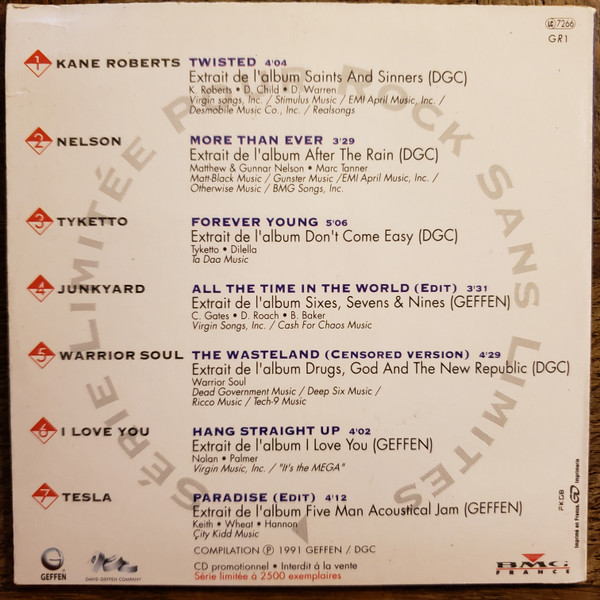 LC 7266
GR1
1 KANE ROBERTS TWISTED 4'04
Extrait de l'album Saints And Sinners (DGC)
K. Roberts • D. Child • D. Warren
Virgin songs, Inc. / Stimulus Music / EMI April Music, Inc. /
Desmobile Music Co., Inc. / Realsongs
2 NELSON MORE THAN EVER 3'29
Extrait de l'album After The Rain (DGC)
Matthew & Gunnar Nelson • Marc Tanner
Matt-Black Music / Gunster Music /EMI April Music, Inc. /
Otherwise Music / BMG Songs, Inc.
3 TYKETTO FOREVER YOUNG 5'06
Extrait de l'album Don't Come Easy (DGC)
Tyketto • Dilella
Ta Daa Music
4 JUNKYARD ALL THE TIME IN THE WORLD (EDIT) 3'31
Extrait de l'album Sixes, Sevens & Nines (GEFFEN)
C. Gates • D. Roach • B. Baker
Virgin Songs, Inc. / Cash For Chaos Music
5 WARRIOR SOUL THE WASTELAND (CENSORED VERSION) 4'29
Extrait de l'album Drugs, God And The New Republic (DGC)
Warrior Soul
Dead Government Music / Deep Six Music /
Ricco Music / Tech-9 Music
6 I LOVE YOU HANG STRAIGHT UP 4'02
Extrait de l'album I Love You (GEFFEN)
Nolan • Palmer
Virgin Music, Inc. / "It's the MEGA"
7 TESLA PARADISE (EDIT) 4'12
Extrait de l'album Five Man Acoustical Jam (GEFFEN)
Keith • Wheat • Hannon
City Kidd Music
COMPILATION Ⓟ 1991 GEFFEN / DGC
CD promotionnel • Interdit à la vente
Série limitée à 2500 exemplaires
GEFFEN
DAVID GEFFEN COMPANY
BMG
FRANCE
PKGB
Imprimé en France
SÉRIE LIMITÉE POUR ROCK SANS LIMITES